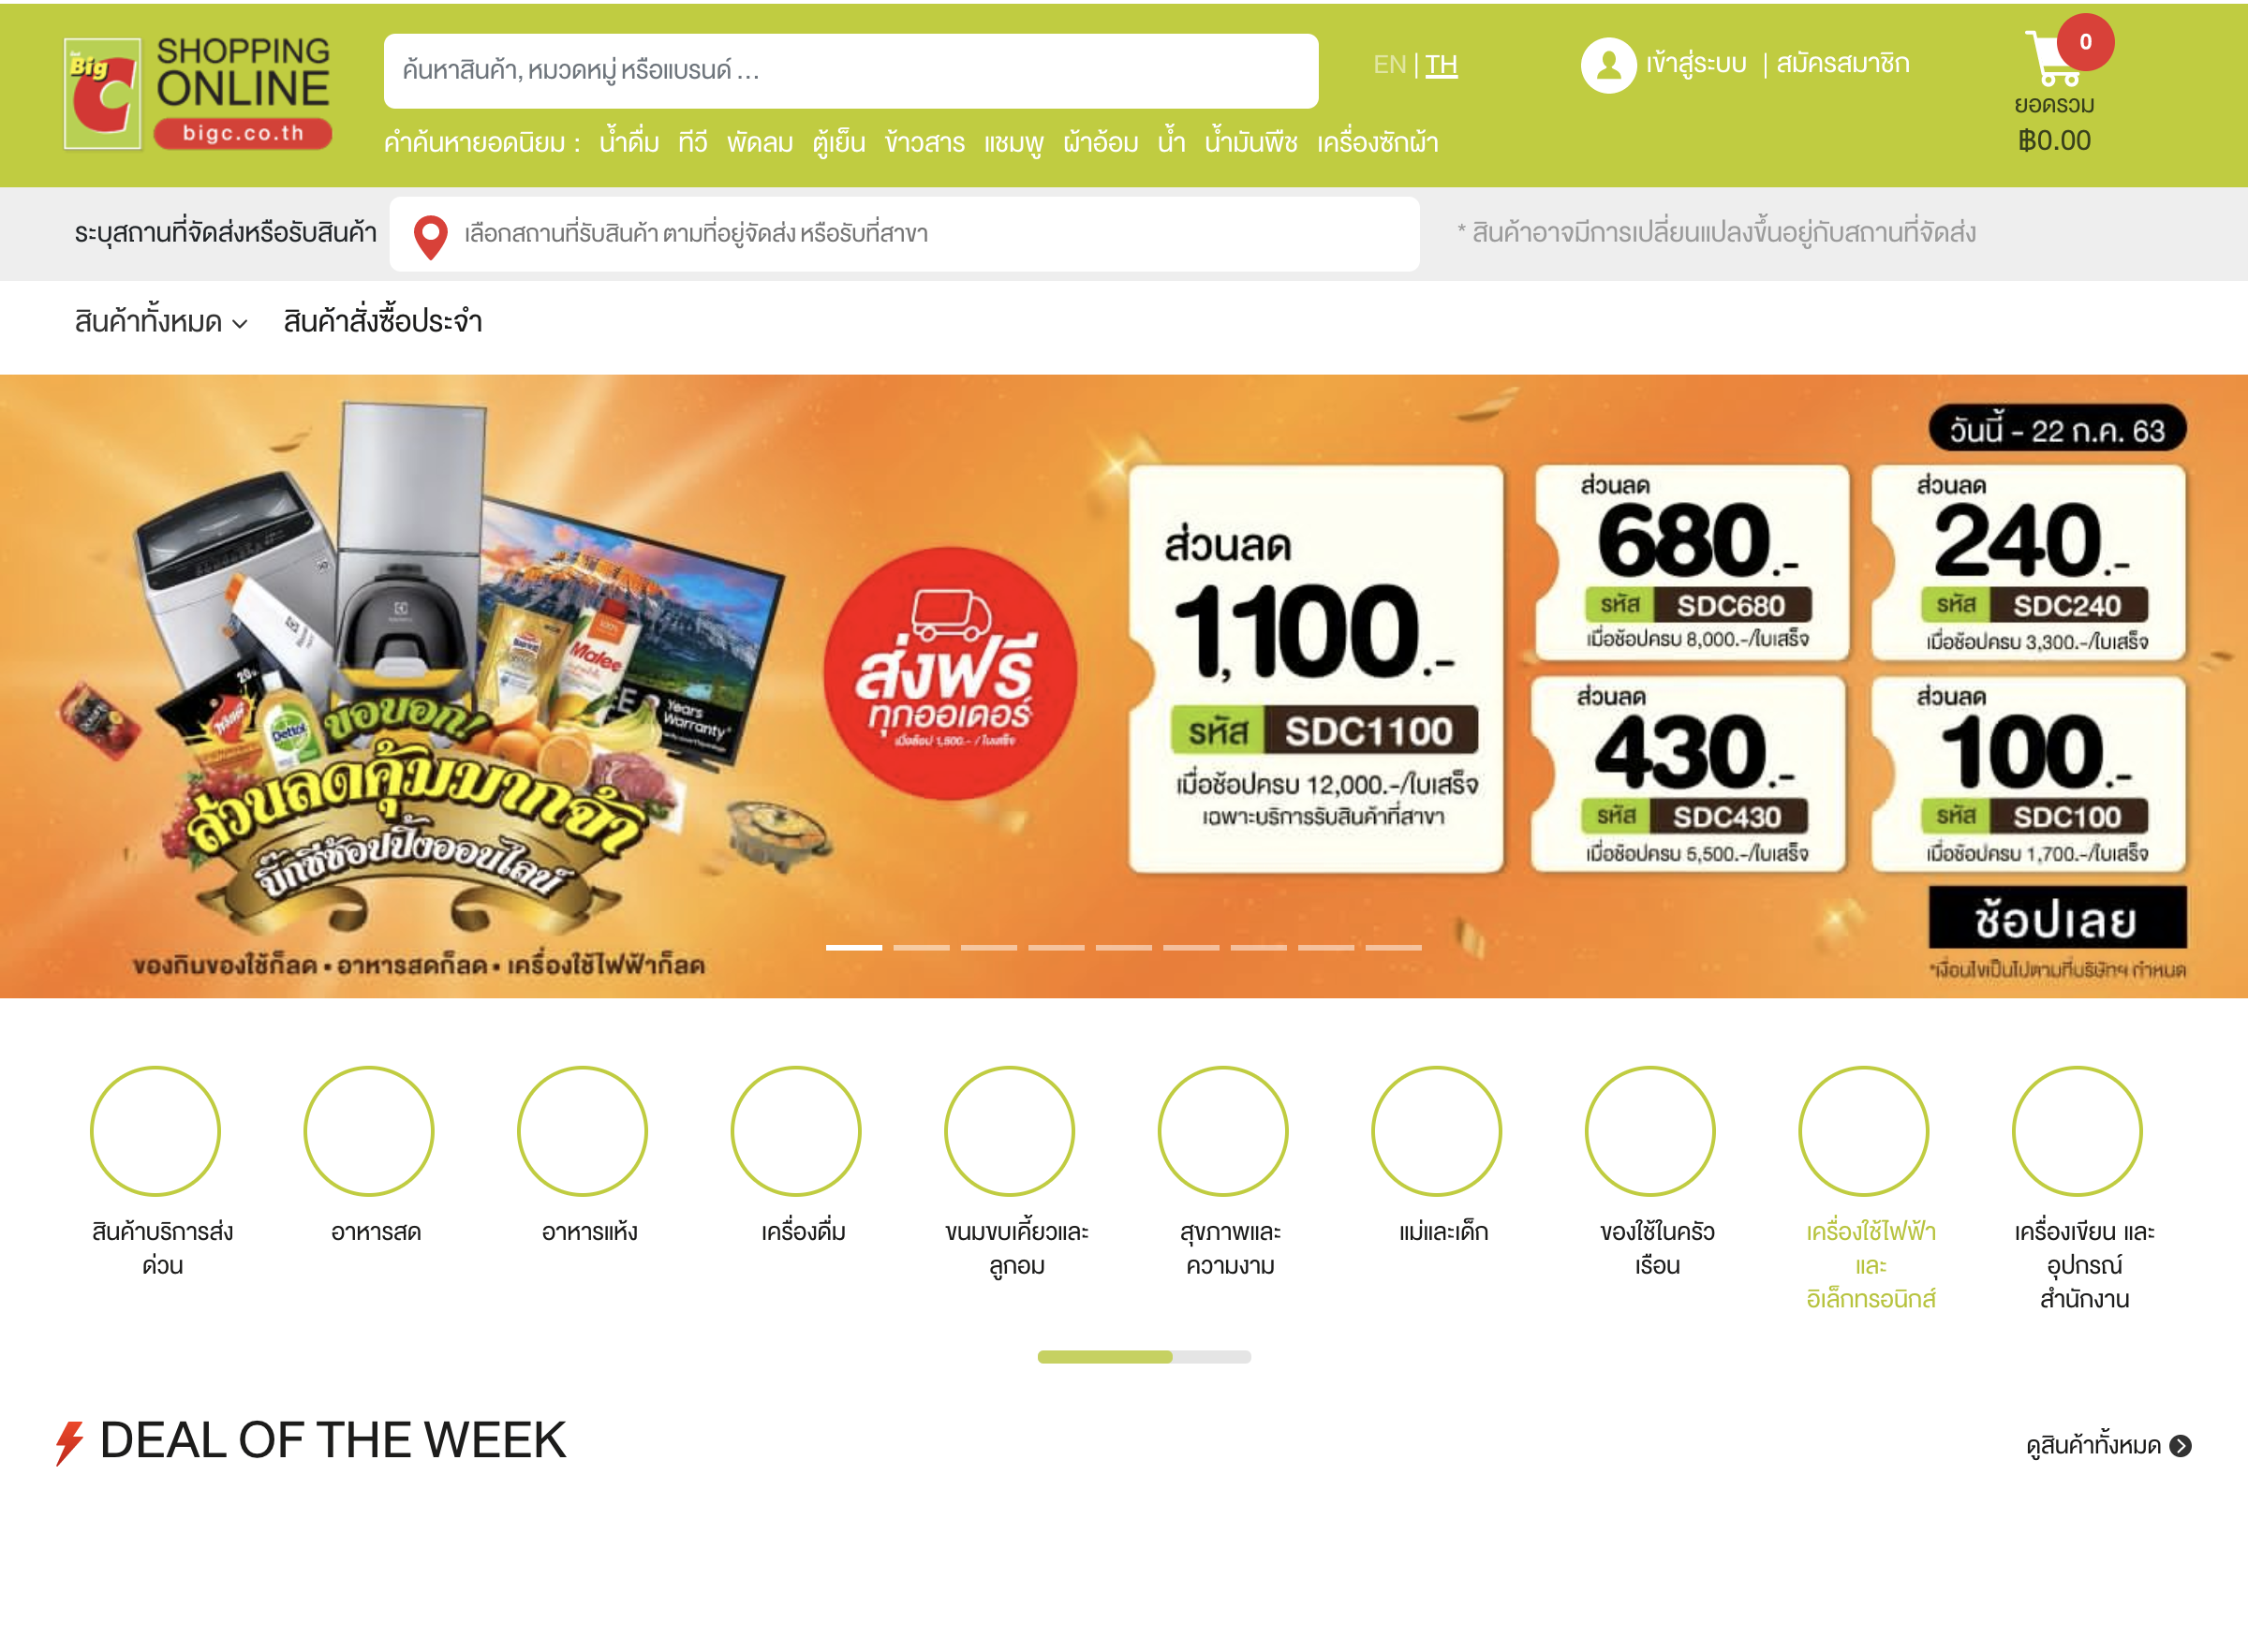 Big C
SHOPPING
ONLINE
bigc.co.th
ค้นหาสินค้า, หมวดหมู่ หรือแบรนด์ ...
EN | TH
เข้าสู่ระบบ | สมัครสมาชิก
0
ยอดรวม
฿0.00
คำค้นหายอดนิยม : น้ำดื่ม ทีวี พัดลม ตู้เย็น ข้าวสาร แชมพู ผ้าอ้อม น้ำ น้ำมันพืช เครื่องซักผ้า
ระบุสถานที่จัดส่งหรือรับสินค้า
เลือกสถานที่รับสินค้า ตามที่อยู่จัดส่ง หรือรับที่สาขา
* สินค้าอาจมีการเปลี่ยนแปลงขึ้นอยู่กับสถานที่จัดส่ง
สินค้าทั้งหมด
สินค้าสั่งซื้อประจำ
วันนี้ - 22 ก.ค. 63
Malee
Dettol
Years
Warranty*
ขอบอก!
ส่วนลดคุ้มมากจ้า
บิ๊กซีช้อปปิ้งออนไลน์
ของกินของใช้ก็ลด • อาหารสดก็ลด • เครื่องใช้ไฟฟ้าก็ลด
ส่งฟรี
ทุกออเดอร์
เมื่อช้อป 1,500.- / ใบเสร็จ
ส่วนลด
1,100.-
รหัส SDC1100
เมื่อช้อปครบ 12,000.-/ใบเสร็จ
เฉพาะบริการรับสินค้าที่สาขา
ส่วนลด
680.-
รหัส SDC680
เมื่อช้อปครบ 8,000.-/ใบเสร็จ
ส่วนลด
240.-
รหัส SDC240
เมื่อช้อปครบ 3,300.-/ใบเสร็จ
ส่วนลด
430.-
รหัส SDC430
เมื่อช้อปครบ 5,500.-/ใบเสร็จ
ส่วนลด
100.-
รหัส SDC100
เมื่อช้อปครบ 1,700.-/ใบเสร็จ
ช้อปเลย
*เงื่อนไขเป็นไปตามที่บริษัทฯ กำหนด
สินค้าบริการส่ง
ด่วน
อาหารสด
อาหารแห้ง
เครื่องดื่ม
ขนมขบเคี้ยวและ
ลูกอม
สุขภาพและ
ความงาม
แม่และเด็ก
ของใช้ในครัว
เรือน
เครื่องใช้ไฟฟ้า
และ
อิเล็กทรอนิกส์
เครื่องเขียน และ
อุปกรณ์
สำนักงาน
DEAL OF THE WEEK
ดูสินค้าทั้งหมด